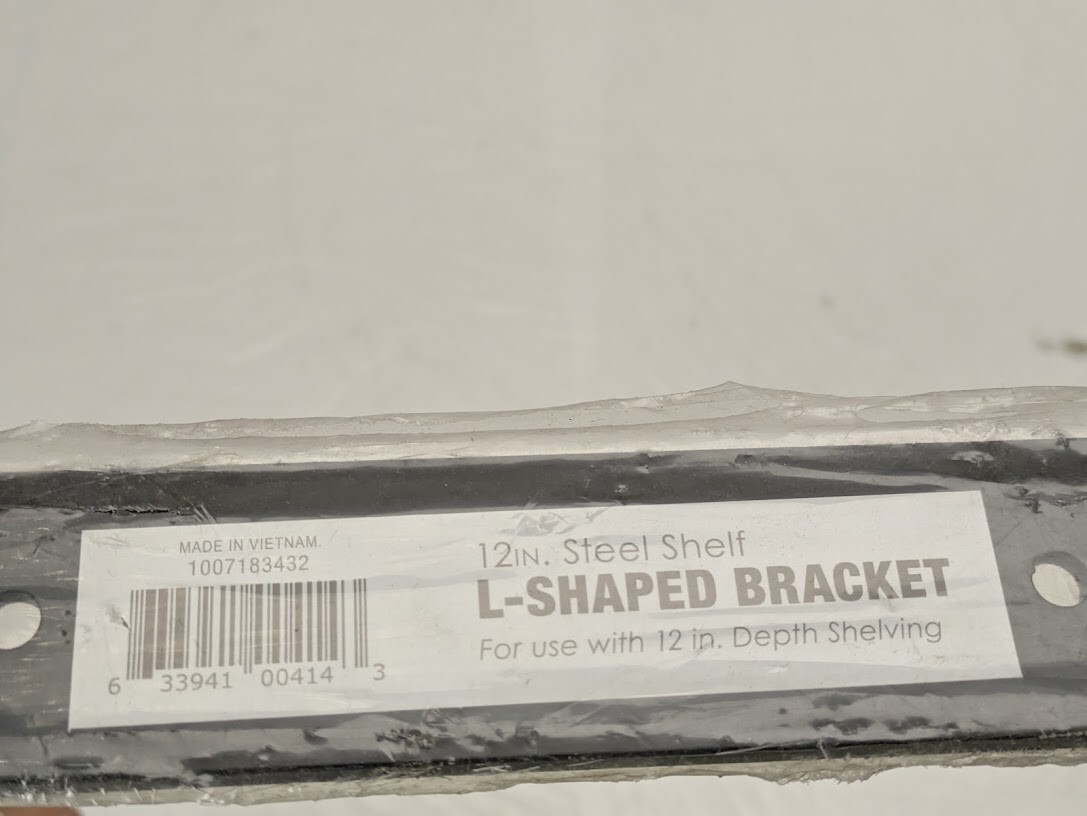 MADE IN VIETNAM.
1007183432
6 33941 00414 3
12IN. Steel Shelf
L-SHAPED BRACKET
For use with 12 in. Depth Shelving